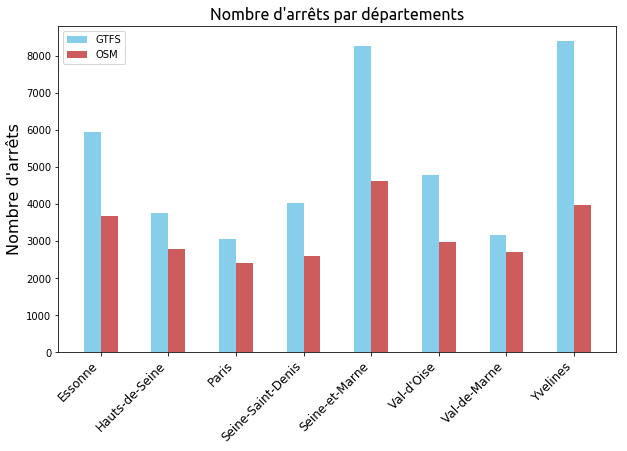 Nombre d'arrêts par départements
GTFS
OSM
Nombre d'arrêts
8000
7000
6000
5000
4000
3000
2000
1000
0
Essonne
Hauts-de-Seine
Paris
Seine-Saint-Denis
Seine-et-Marne
Val-d'Oise
Val-de-Marne
Yvelines